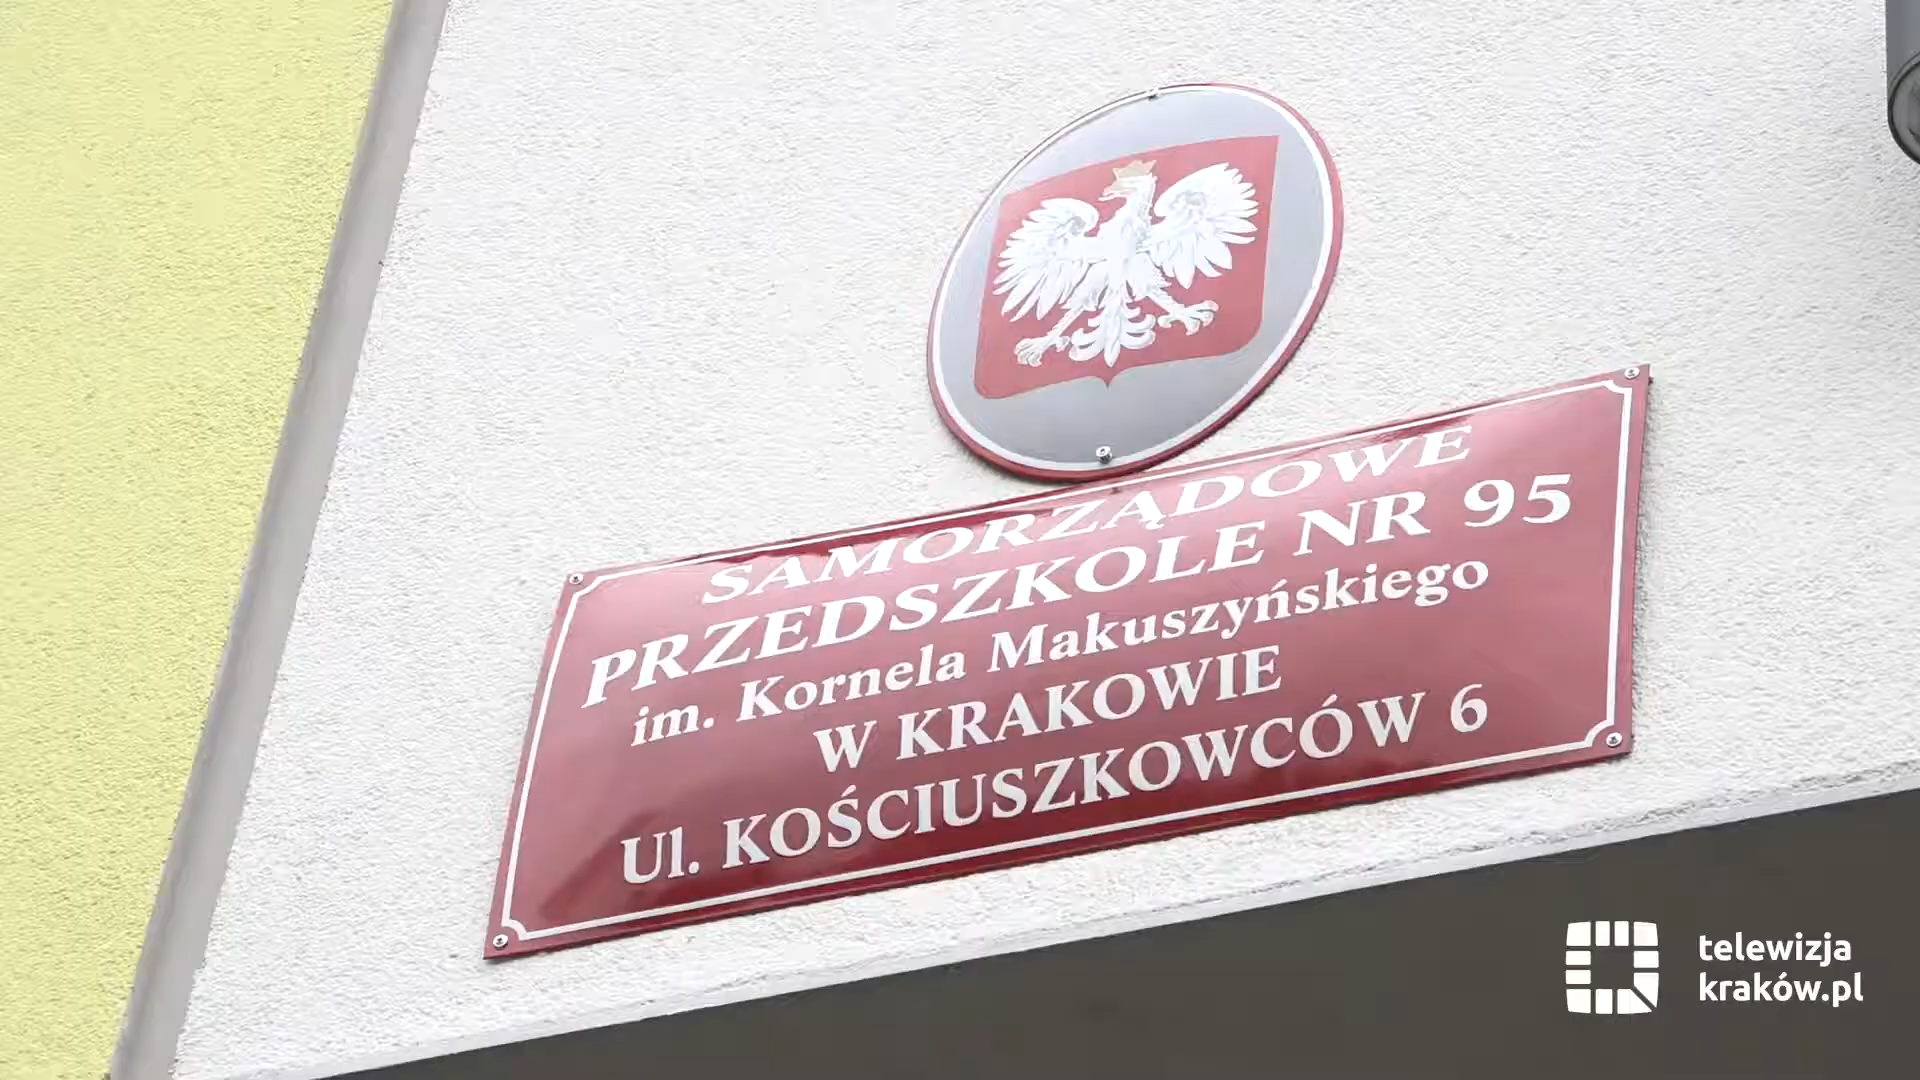 SAMORZĄDOWE
PRZEDSZKOLE NR 95
im. Kornela Makuszyńskiego
W KRAKOWIE
Ul. KOŚCIUSZKOWCÓW 6
telewizja
kraków.pl